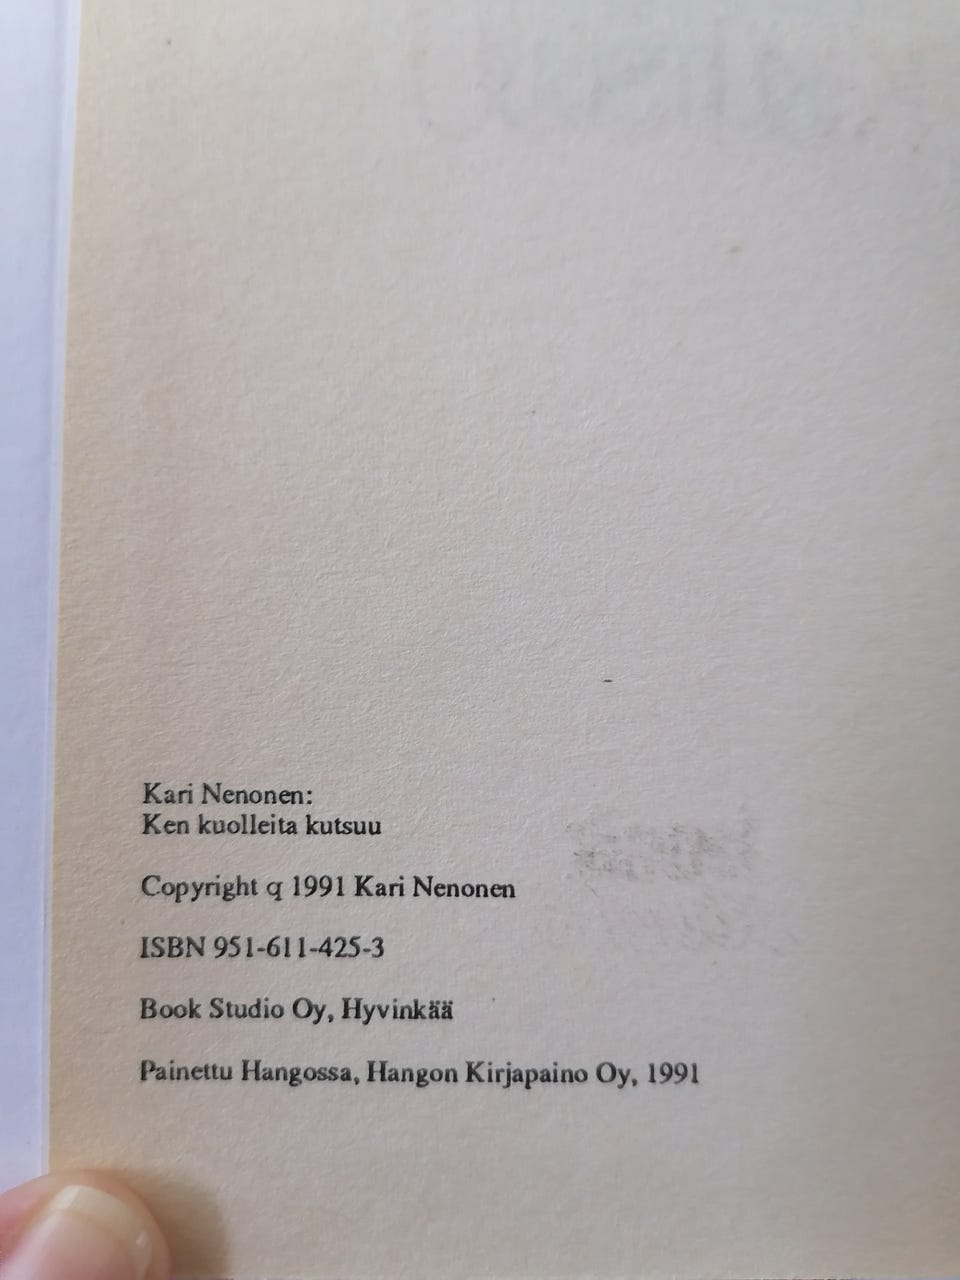 Kari Nenonen:
Ken kuolleita kutsuu
Copyright q 1991 Kari Nenonen
ISBN 951-611-425-3
Book Studio Oy, Hyvinkää
Painettu Hangossa, Hangon Kirjapaino Oy, 1991